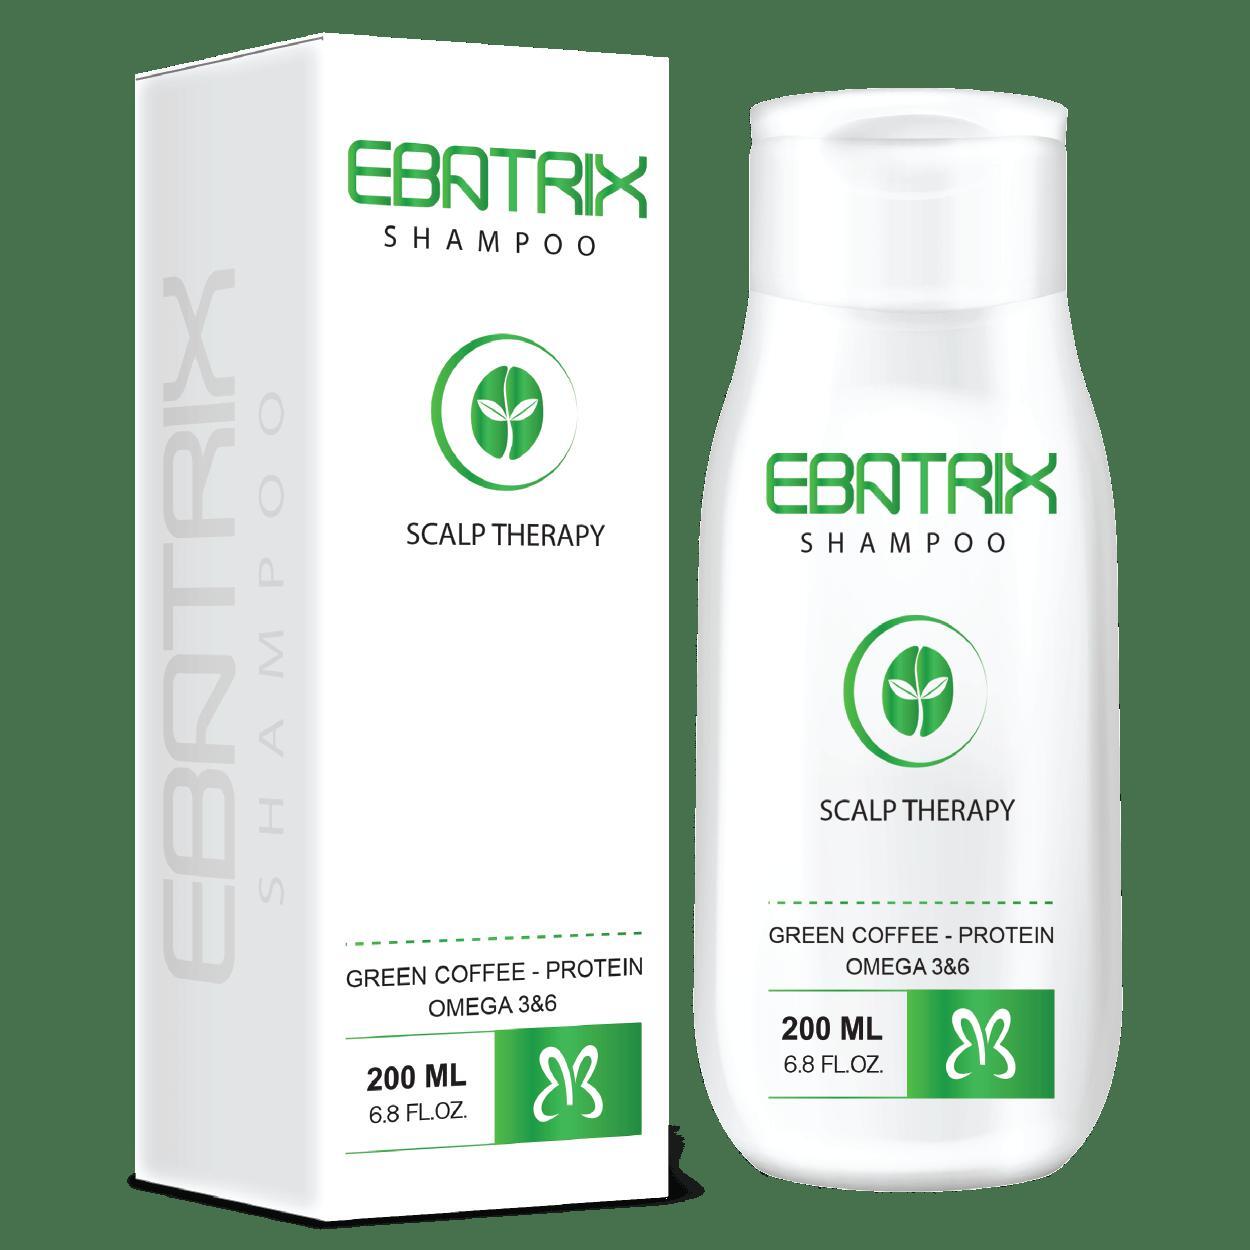 EBATRIX
SHAMPOO
SCALP THERAPY
GREEN COFFEE - PROTEIN
OMEGA 3&6
200 ML
6.8 FL.OZ.
EBATRIX
SHAMPOO
EBATRIX
SHAMPOO
SCALP THERAPY
GREEN COFFEE - PROTEIN
OMEGA 3&6
200 ML
6.8 FL.OZ.